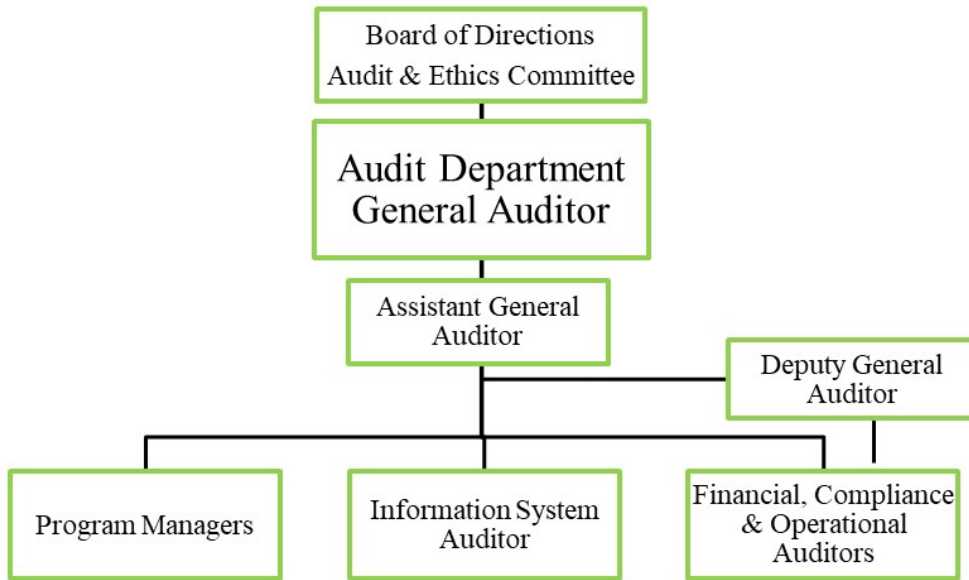 Board of Directions
Audit & Ethics Committee
Audit Department
General Auditor
Assistant General
Auditor
Deputy General
Auditor
Program Managers
Information System
Auditor
Financial, Compliance
& Operational
Auditors